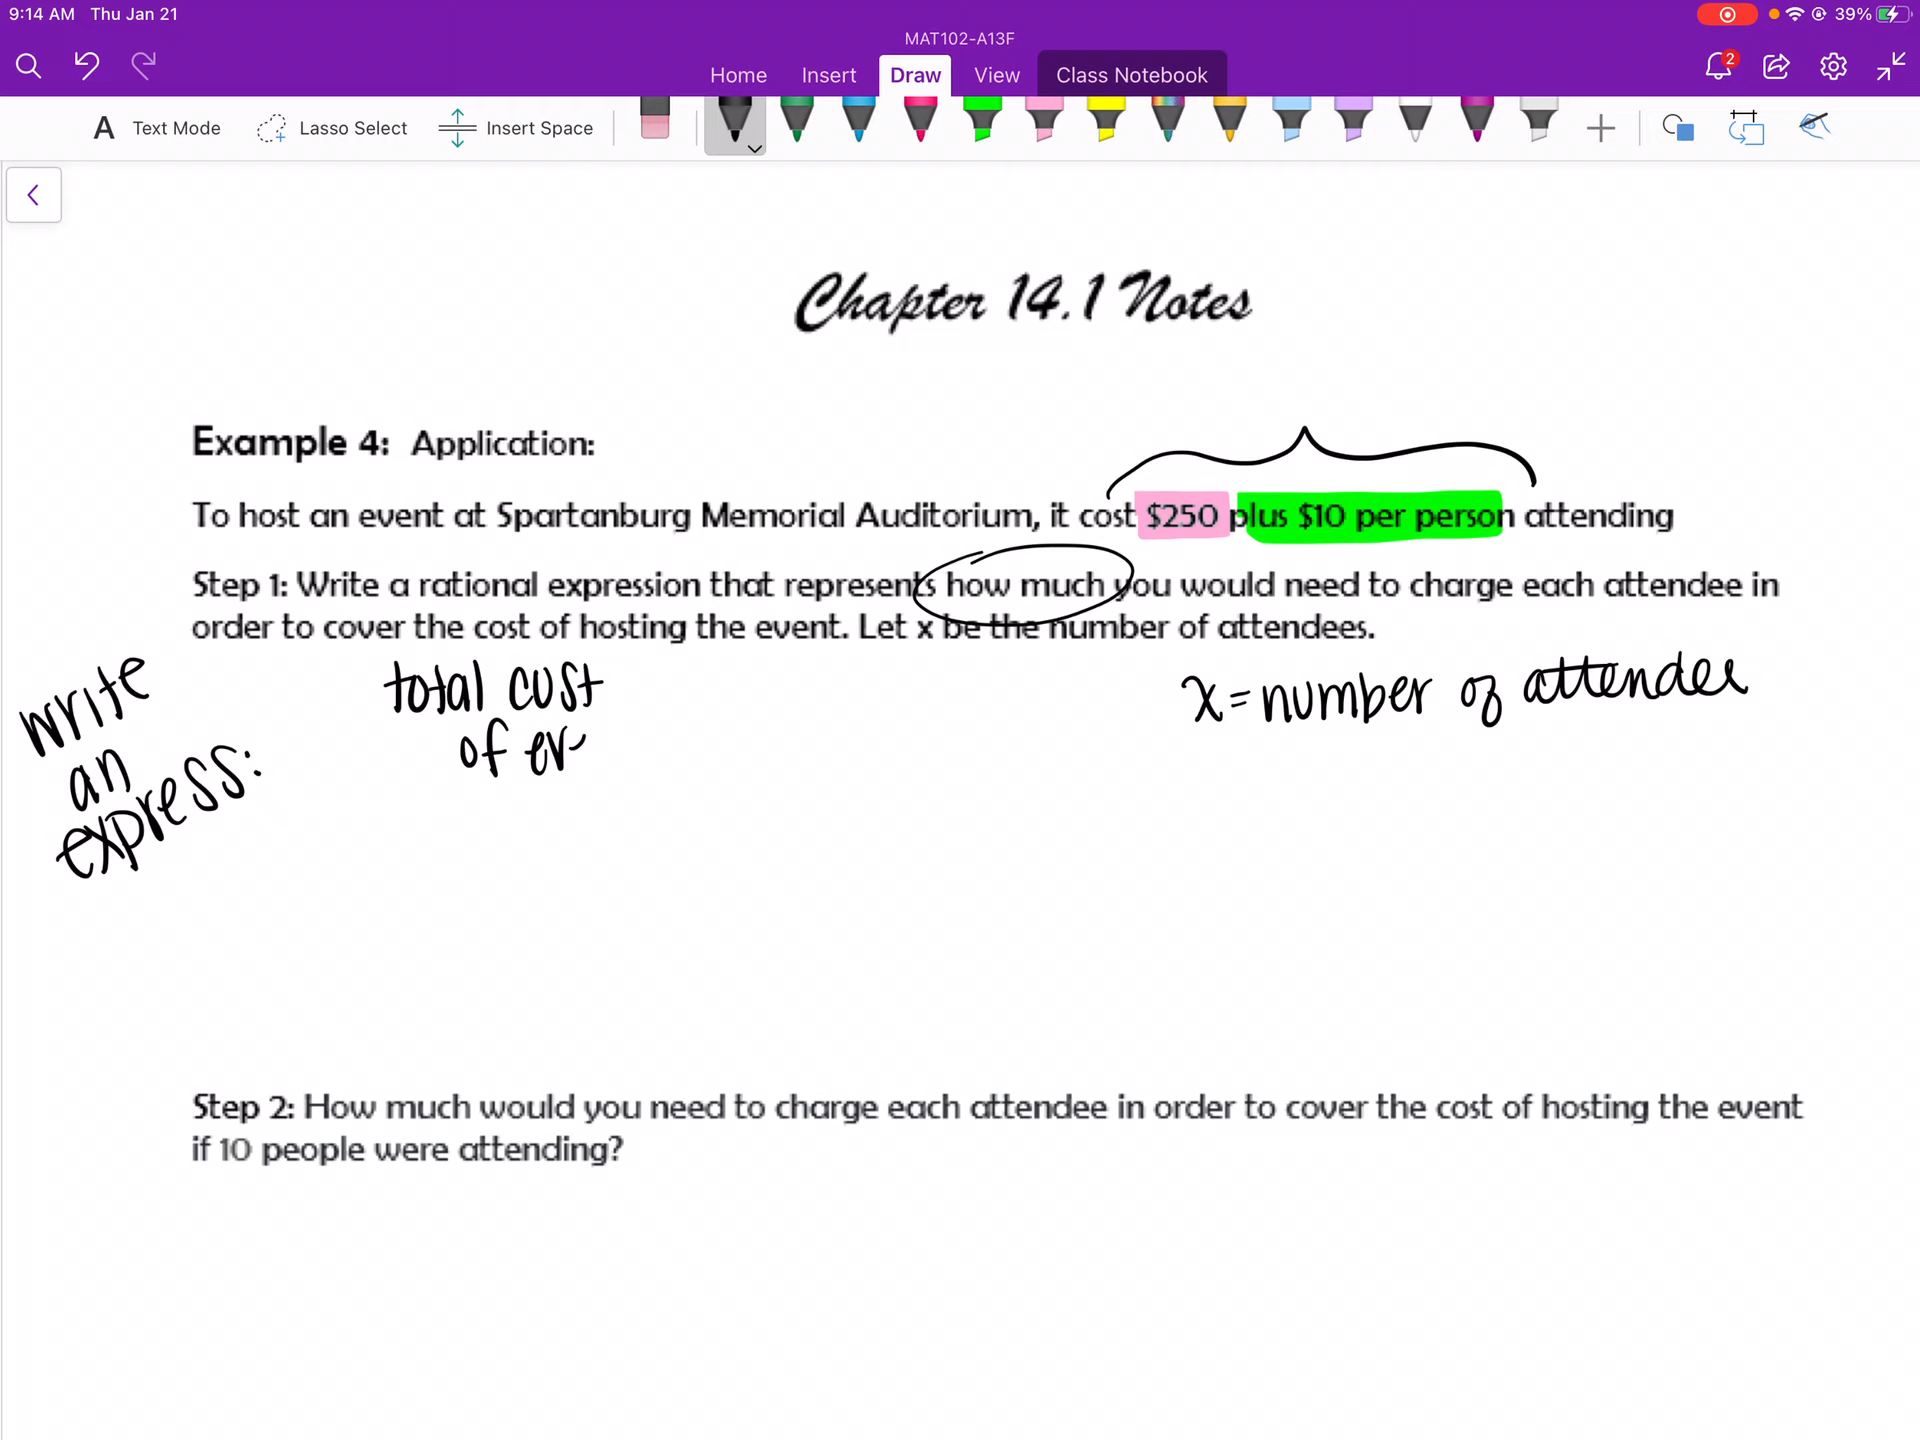 9:14 AM Thu Jan 21
39%
MAT102-A13F
Home Insert Draw View Class Notebook
2
A Text Mode Lasso Select Insert Space
Chapter 14.1 Notes
Example 4: Application:
To host an event at Spartanburg Memorial Auditorium, it cost $250 plus $10 per person attending
Step 1: Write a rational expression that represents how much you would need to charge each attendee in
order to cover the cost of hosting the event. Let x be the number of attendees.
write
an
express:
total cost
of ev
x = number of attendee
Step 2: How much would you need to charge each attendee in order to cover the cost of hosting the event
if 10 people were attending?